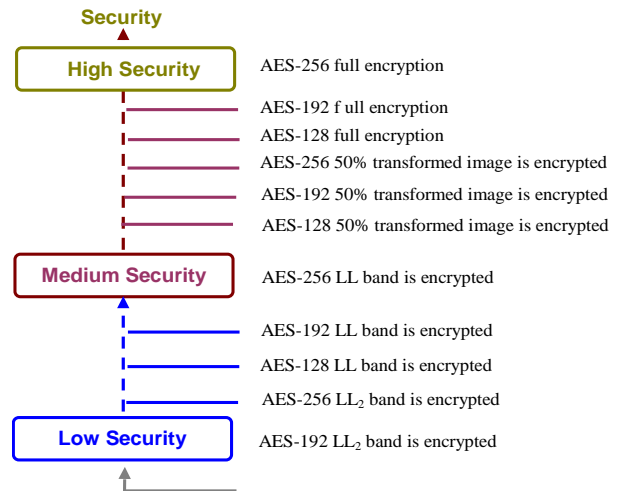 Security
High Security AES-256 full encryption
AES-192 f ull encryption
AES-128 full encryption
AES-256 50% transformed image is encrypted
AES-192 50% transformed image is encrypted
AES-128 50% transformed image is encrypted
Medium Security AES-256 LL band is encrypted
AES-192 LL band is encrypted
AES-128 LL band is encrypted
AES-256 LL₂ band is encrypted
Low Security AES-192 LL₂ band is encrypted